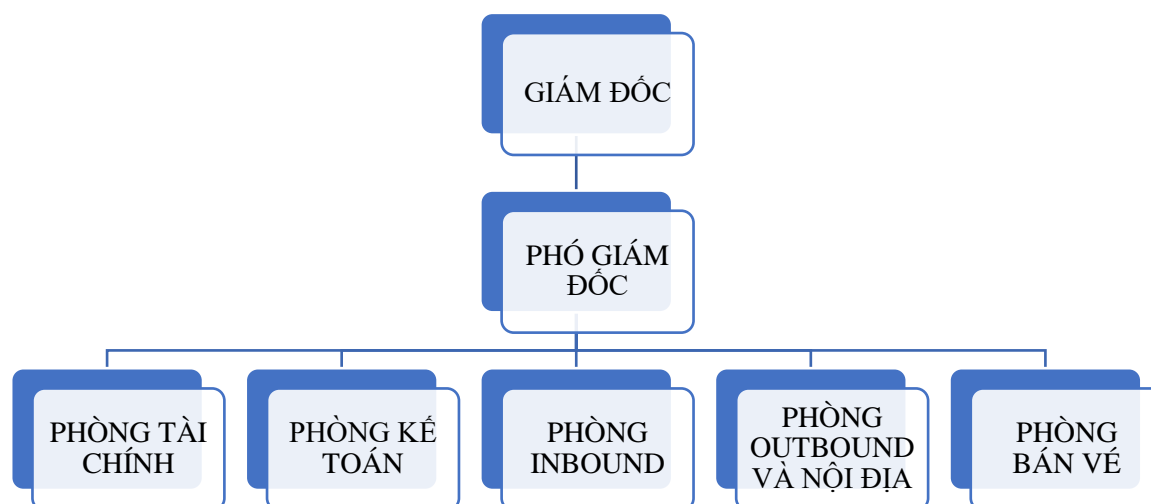 GIÁM ĐỐC
PHÓ GIÁM
ĐỐC
PHÒNG TÀI
CHÍNH
PHÒNG KẾ
TOÁN
PHÒNG
INBOUND
PHÒNG
OUTBOUND
VÀ NỘI ĐỊA
PHÒNG
BÁN VÉ